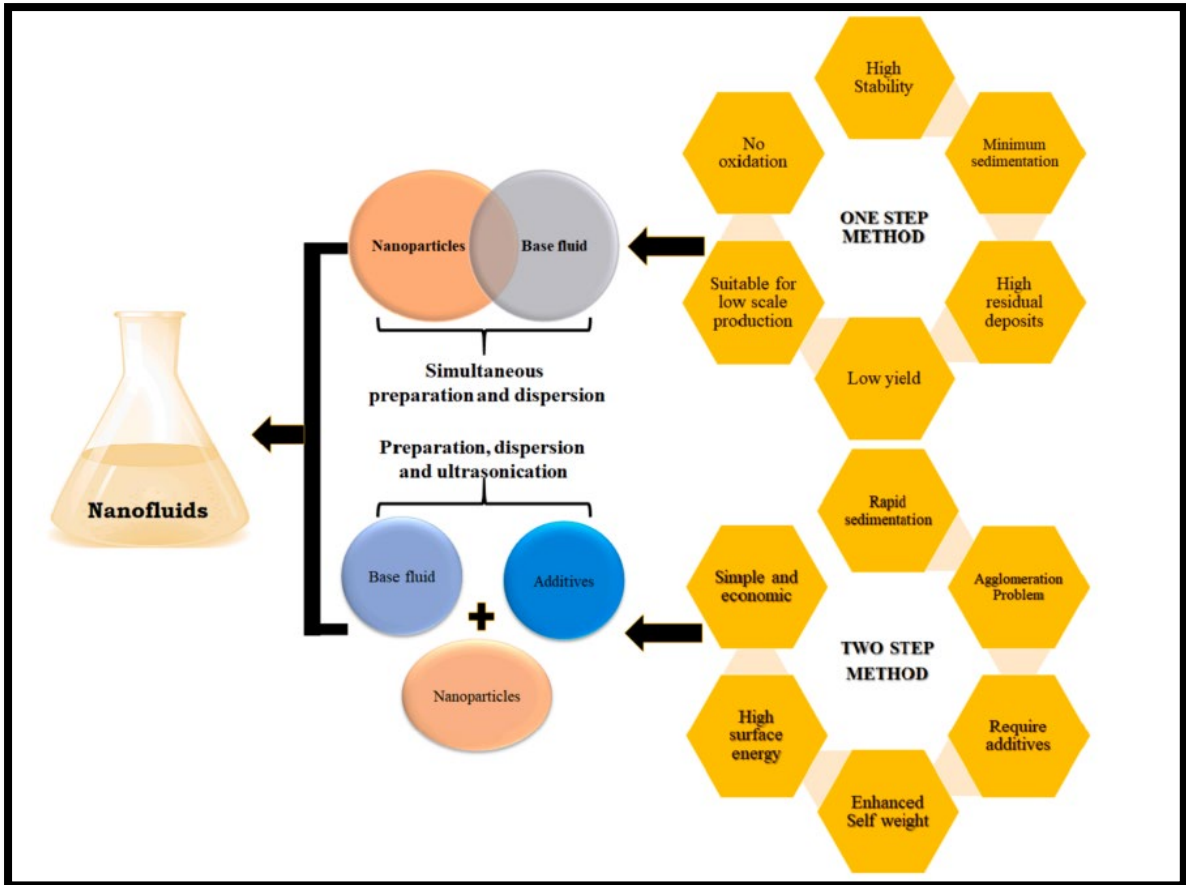 High
Stability
No
oxidation
Minimum
sedimentation
ONE STEP
METHOD
Nanoparticles
Base fluid
Suitable for
low scale
production
High
residual
deposits
Low yield
Simultaneous
preparation and dispersion
Preparation, dispersion
and ultrasonication
Nanofluids
Rapid
sedimentation
Base fluid
Additives
Simple and
economic
Agglomeration
Problem
TWO STEP
METHOD
Nanoparticles
High
surface
energy
Require
additives
Enhanced
Self weight